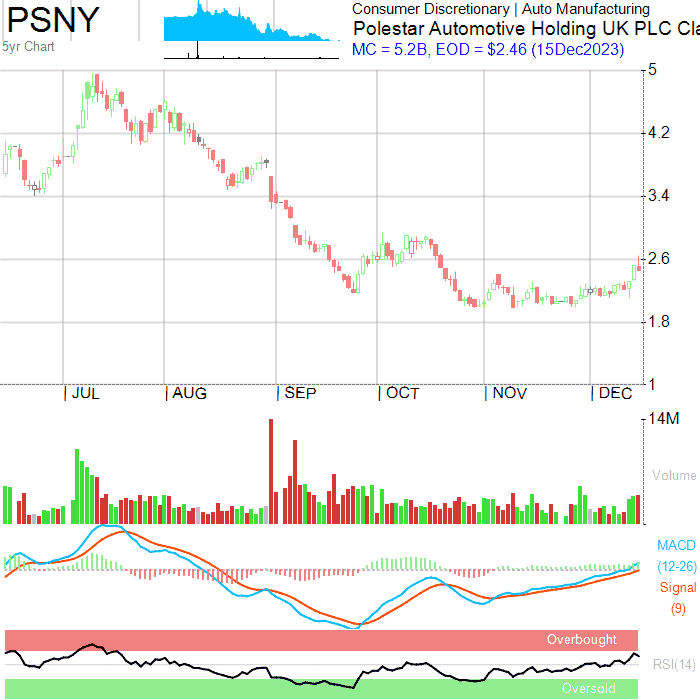 PSNY
5yr Chart
Consumer Discretionary | Auto Manufacturing
Polestar Automotive Holding UK PLC Cla
MC = 5.2B, EOD = $2.46 (15Dec2023)
5
4.2
3.4
2.6
1.8
1
JUL AUG SEP OCT NOV DEC
14M
Volume
MACD
(12-26)
Signal
(9)
Overbought
RSI(14)
Oversold